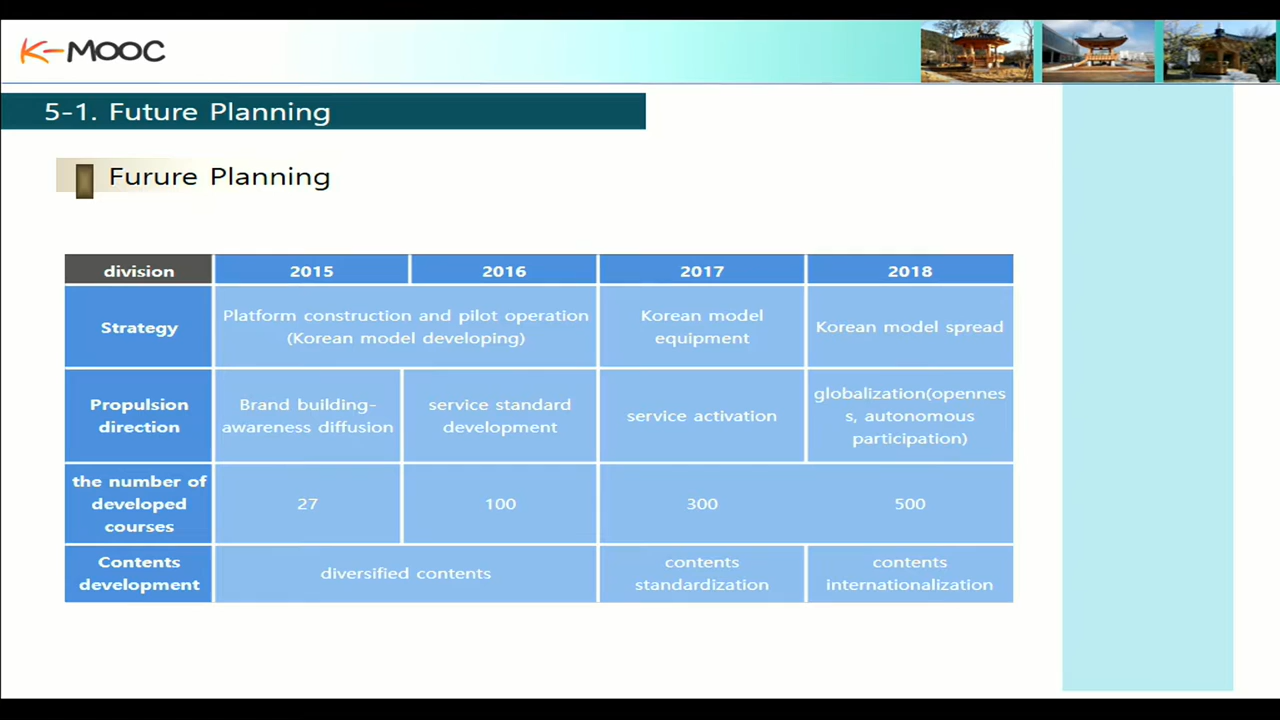 K-MOOC
5-1. Future Planning
Furure Planning
division 2015 2016 2017 2018
Strategy
Platform construction and pilot operation
(Korean model developing)
Korean model
equipment
Korean model spread
Propulsion
direction
Brand building-
awareness diffusion
service standard
development
service activation
globalization(opennes
s, autonomous
participation)
the number of
developed
courses
27
100
300
500
Contents
development
diversified contents
contents
standardization
contents
internationalization